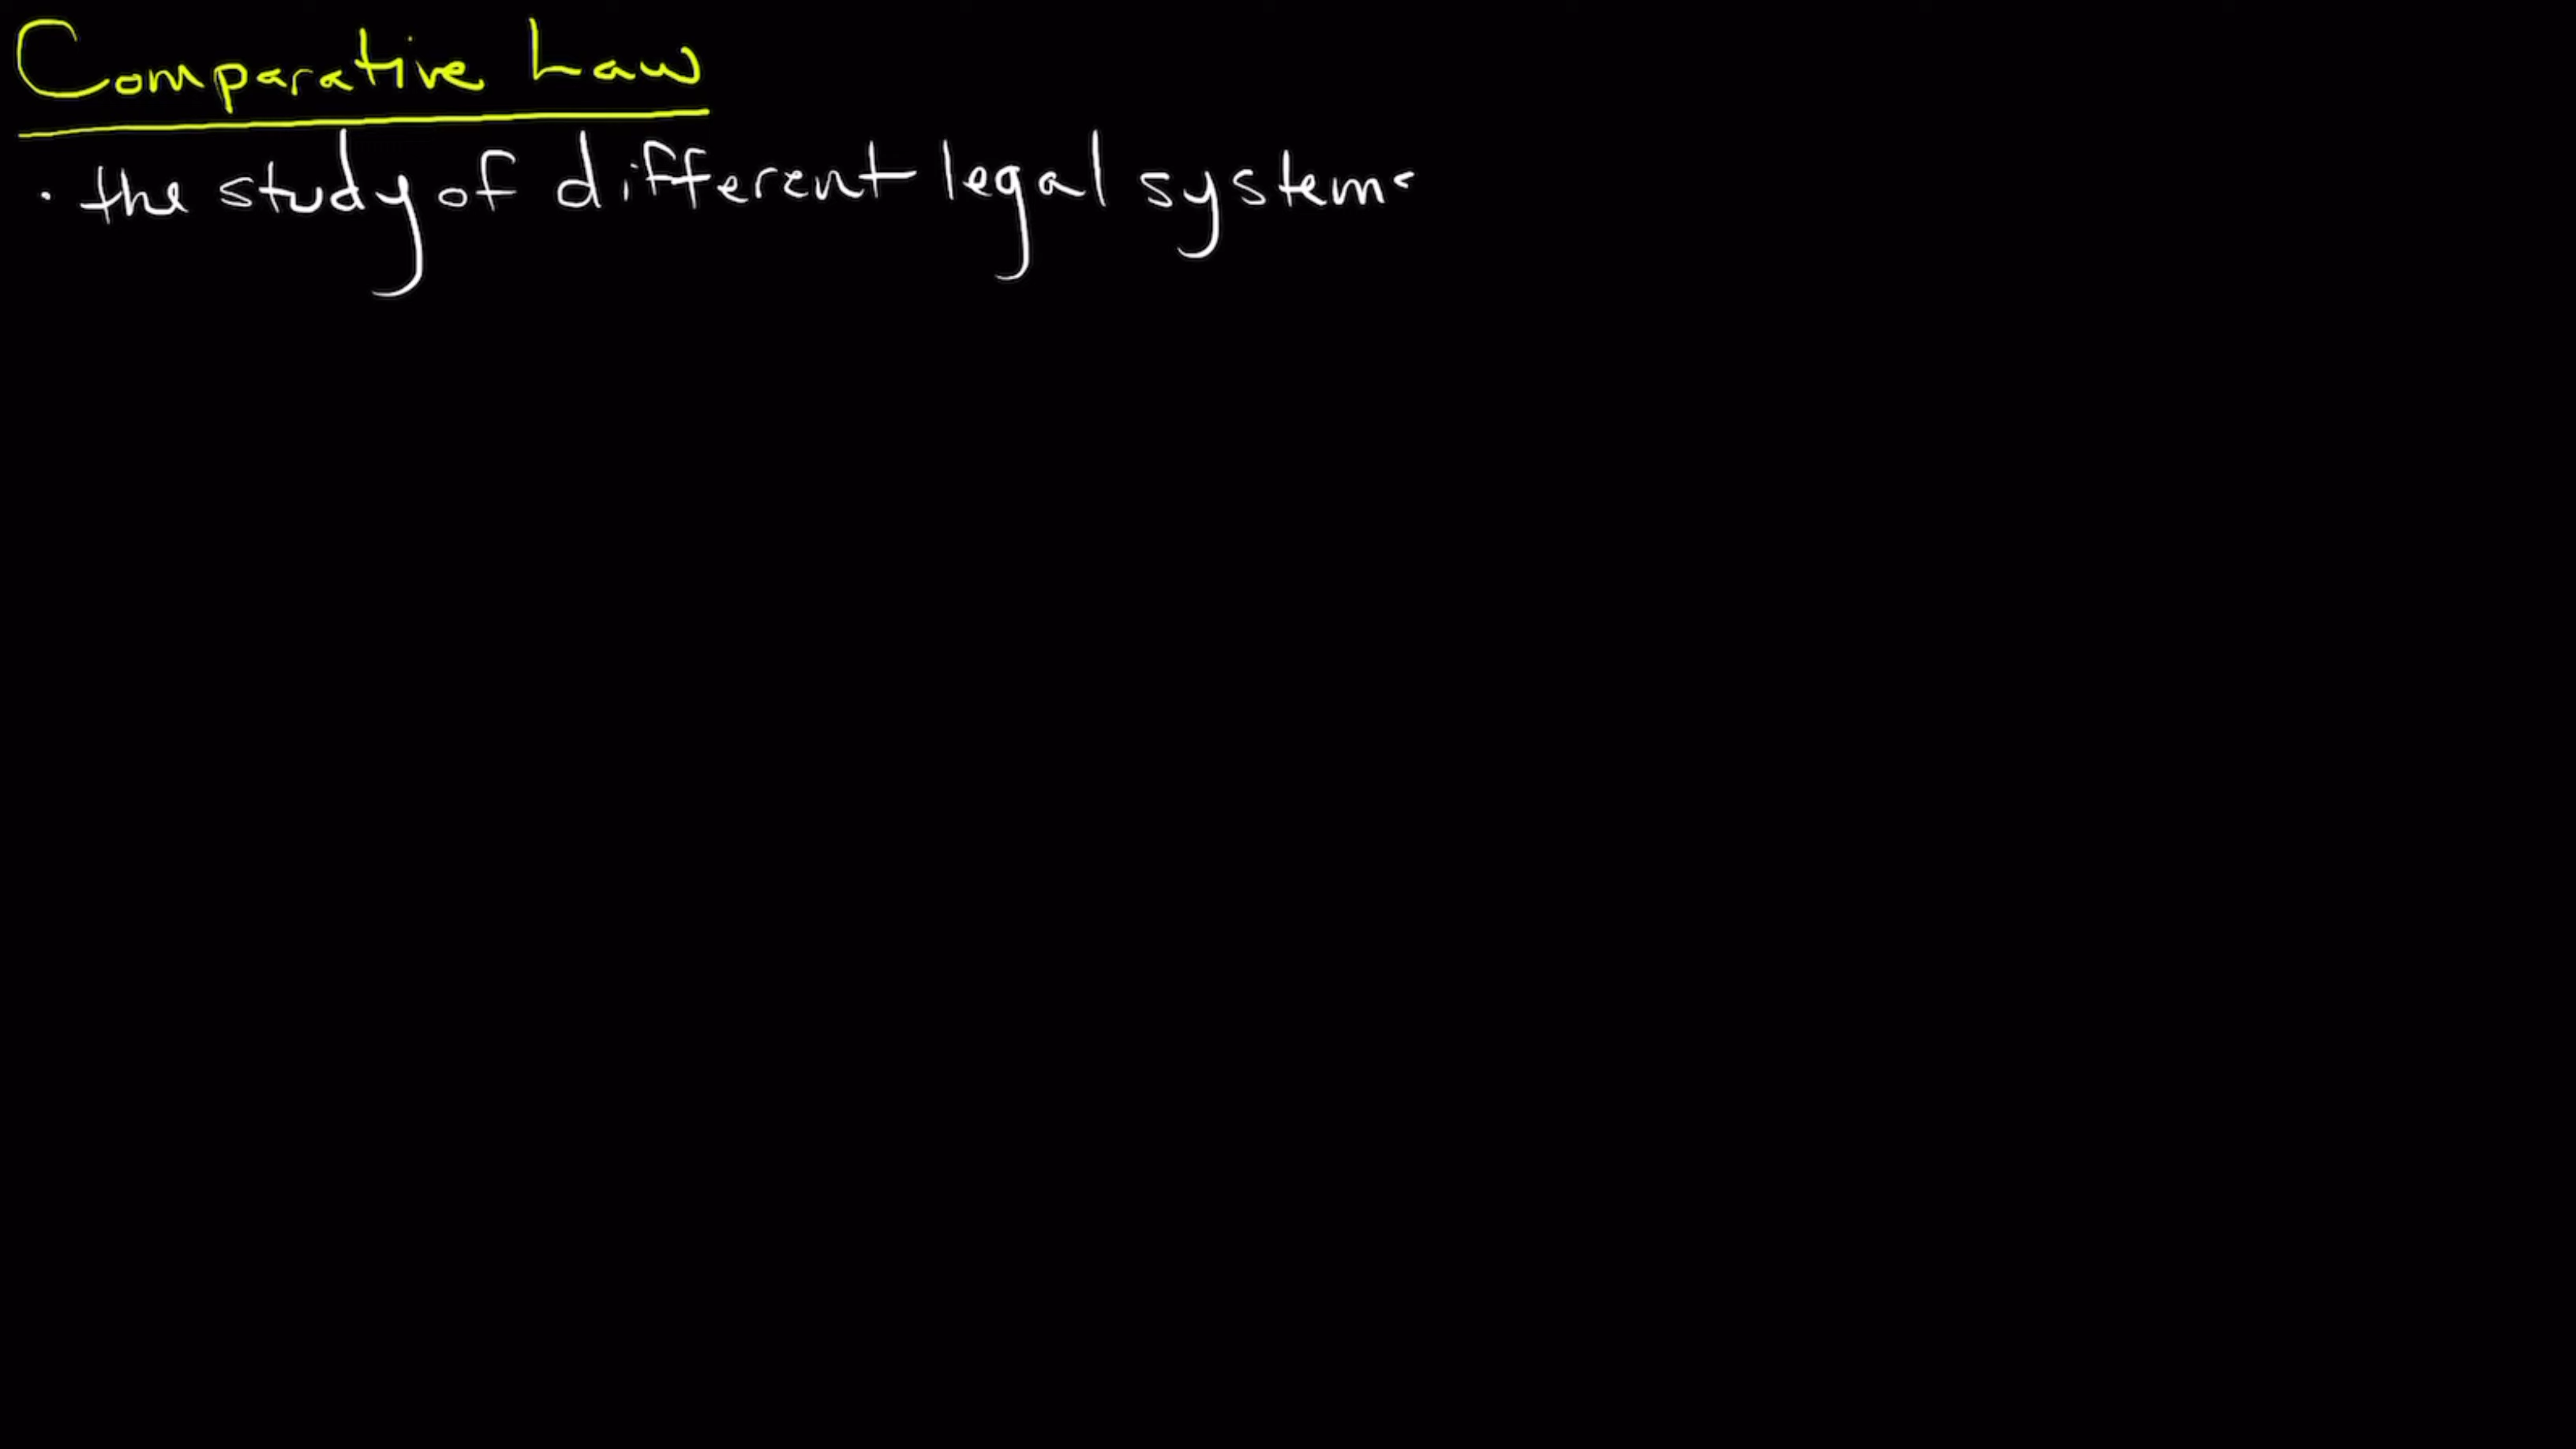 Comparative Law
· the study of different legal systems